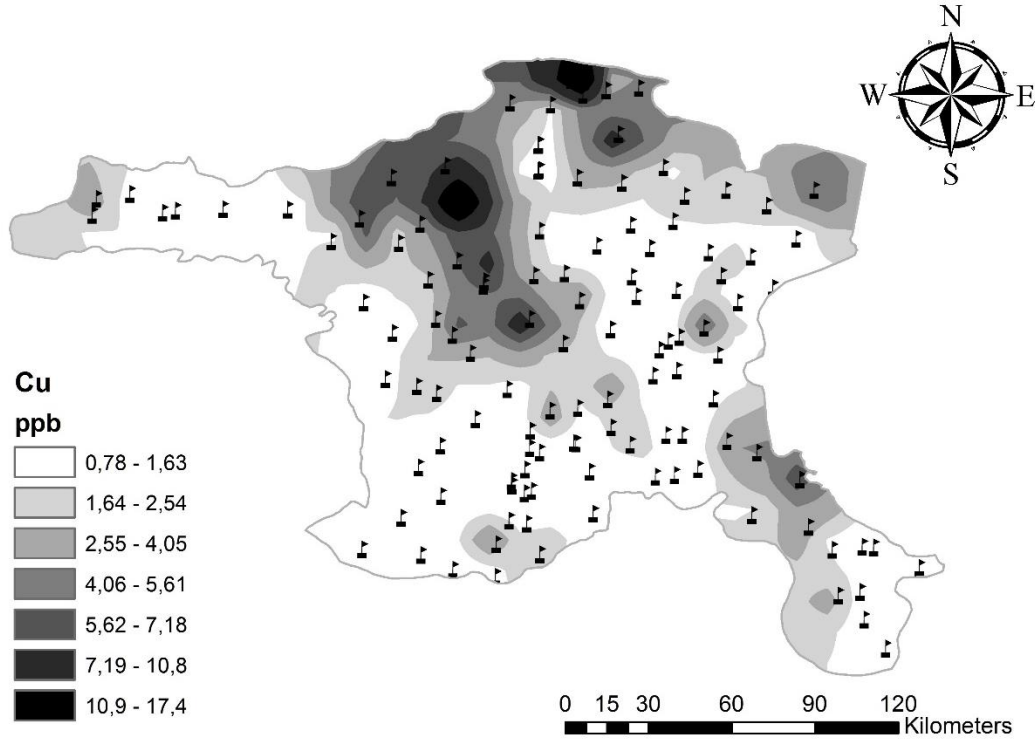 N
W E
S
Cu
ppb
0,78 - 1,63
1,64 - 2,54
2,55 - 4,05
4,06 - 5,61
5,62 - 7,18
7,19 - 10,8
10,9 - 17,4
0 15 30 60 90 120
Kilometers